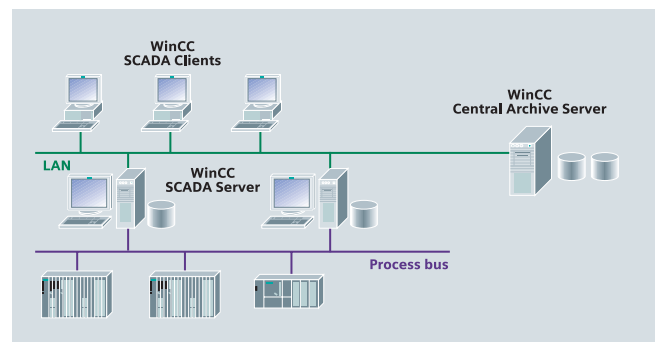 WinCC
SCADA Clients
WinCC
Central Archive Server
LAN
WinCC
SCADA Server
Process bus